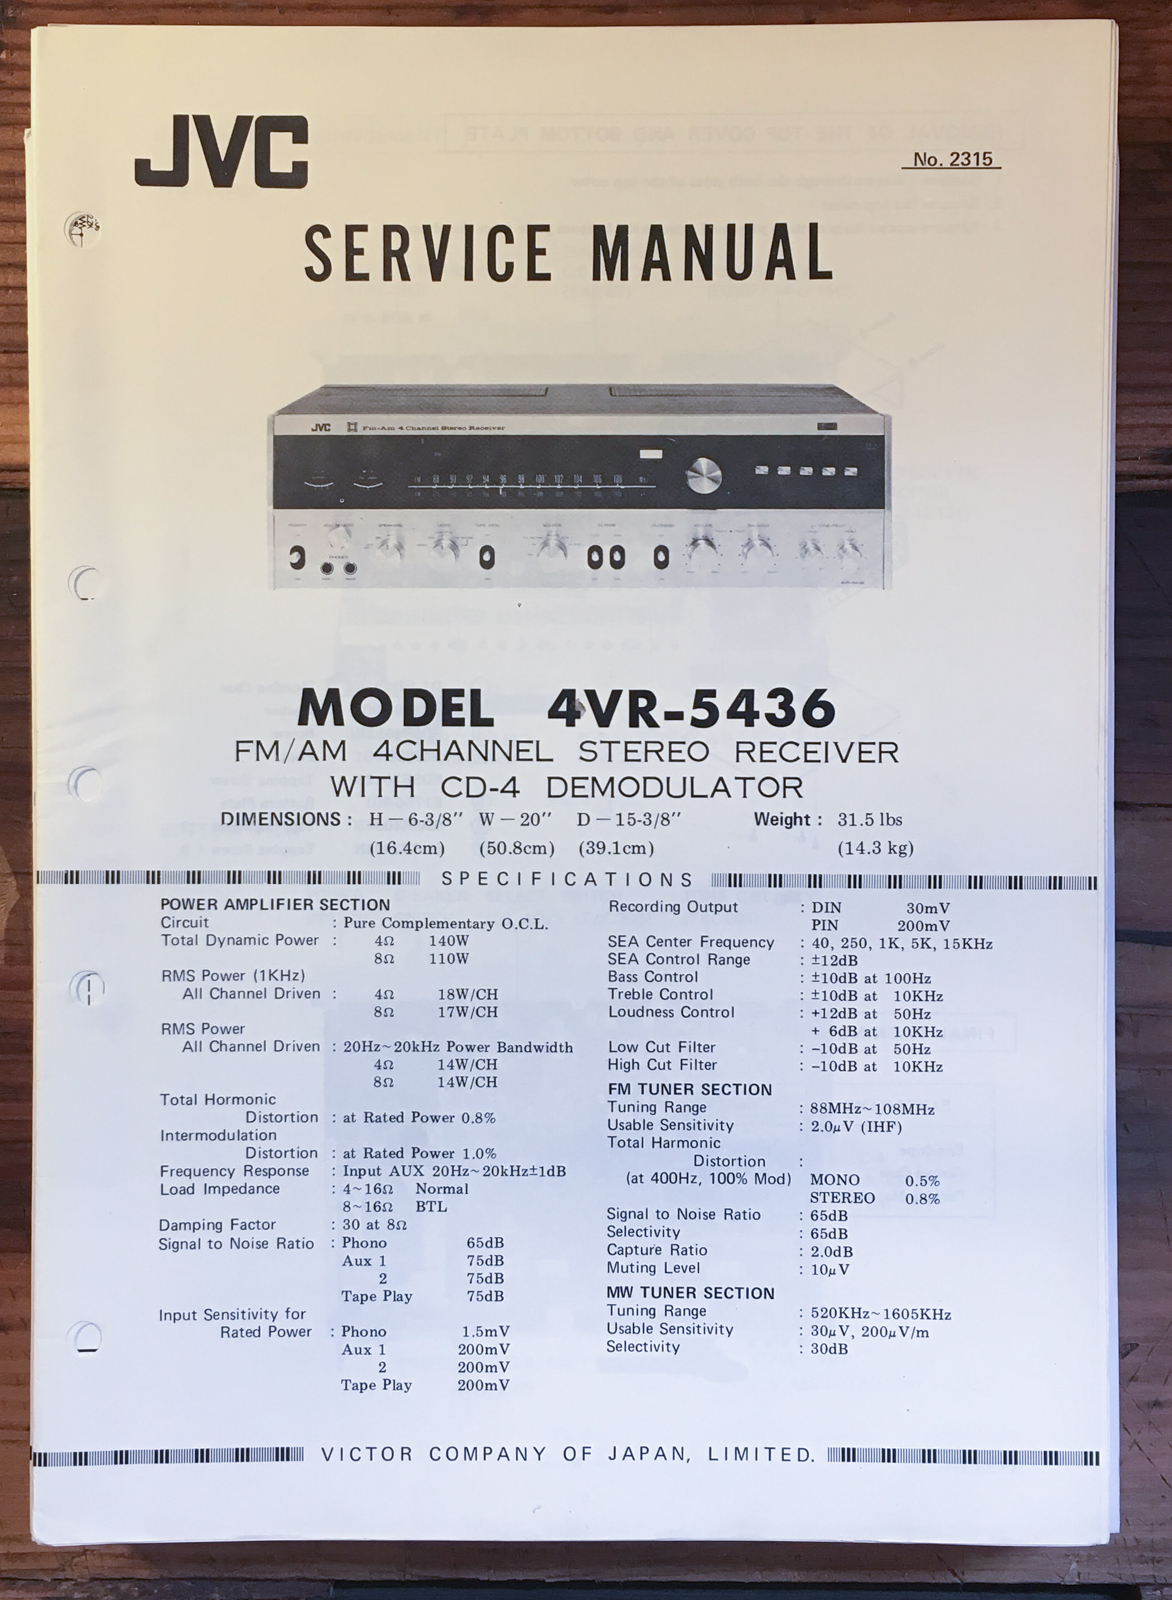 JVC
No. 2315
SERVICE MANUAL
JVC Fm-Am 4 Channel Stereo Receiver
MODEL 4VR-5436
FM/AM 4CHANNEL STEREO RECEIVER
WITH CD-4 DEMODULATOR
DIMENSIONS : H — 6-3/8" W — 20" D — 15-3/8" Weight : 31.5 lbs
(16.4cm) (50.8cm) (39.1cm) (14.3 kg)
SPECIFICATIONS
POWER AMPLIFIER SECTION
Circuit : Pure Complementary O.C.L.
Total Dynamic Power : 4Ω 140W
8Ω 110W
RMS Power (1KHz)
All Channel Driven : 4Ω 18W/CH
8Ω 17W/CH
RMS Power
All Channel Driven : 20Hz~20kHz Power Bandwidth
4Ω 14W/CH
8Ω 14W/CH
Total Hormonic
Distortion : at Rated Power 0.8%
Intermodulation
Distortion : at Rated Power 1.0%
Frequency Response : Input AUX 20Hz~20kHz±1dB
Load Impedance : 4~16Ω Normal
8~16Ω BTL
Damping Factor : 30 at 8Ω
Signal to Noise Ratio : Phono 65dB
Aux 1 75dB
2 75dB
Tape Play 75dB
Input Sensitivity for
Rated Power : Phono 1.5mV
Aux 1 200mV
2 200mV
Tape Play 200mV
Recording Output : DIN 30mV
PIN 200mV
SEA Center Frequency : 40, 250, 1K, 5K, 15KHz
SEA Control Range : ±12dB
Bass Control : ±10dB at 100Hz
Treble Control : ±10dB at 10KHz
Loudness Control : +12dB at 50Hz
+ 6dB at 10KHz
Low Cut Filter : −10dB at 50Hz
High Cut Filter : −10dB at 10KHz
FM TUNER SECTION
Tuning Range : 88MHz~108MHz
Usable Sensitivity : 2.0μV (IHF)
Total Harmonic
Distortion :
(at 400Hz, 100% Mod) MONO 0.5%
STEREO 0.8%
Signal to Noise Ratio : 65dB
Selectivity : 65dB
Capture Ratio : 2.0dB
Muting Level : 10μV
MW TUNER SECTION
Tuning Range : 520KHz~1605KHz
Usable Sensitivity : 30μV, 200μV/m
Selectivity : 30dB
VICTOR COMPANY OF JAPAN, LIMITED.